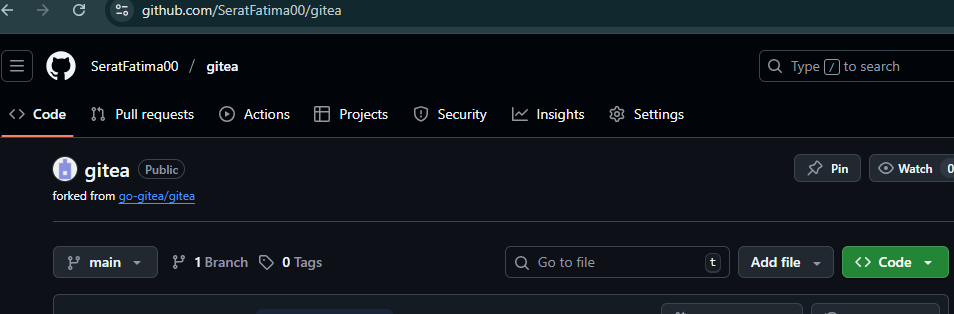 github.com/SeratFatima00/gitea
SeratFatima00 / gitea
Type / to search
Code Pull requests Actions Projects Security Insights Settings
gitea Public
Pin Watch 0
forked from go-gitea/gitea
main 1 Branch 0 Tags Go to file t Add file Code